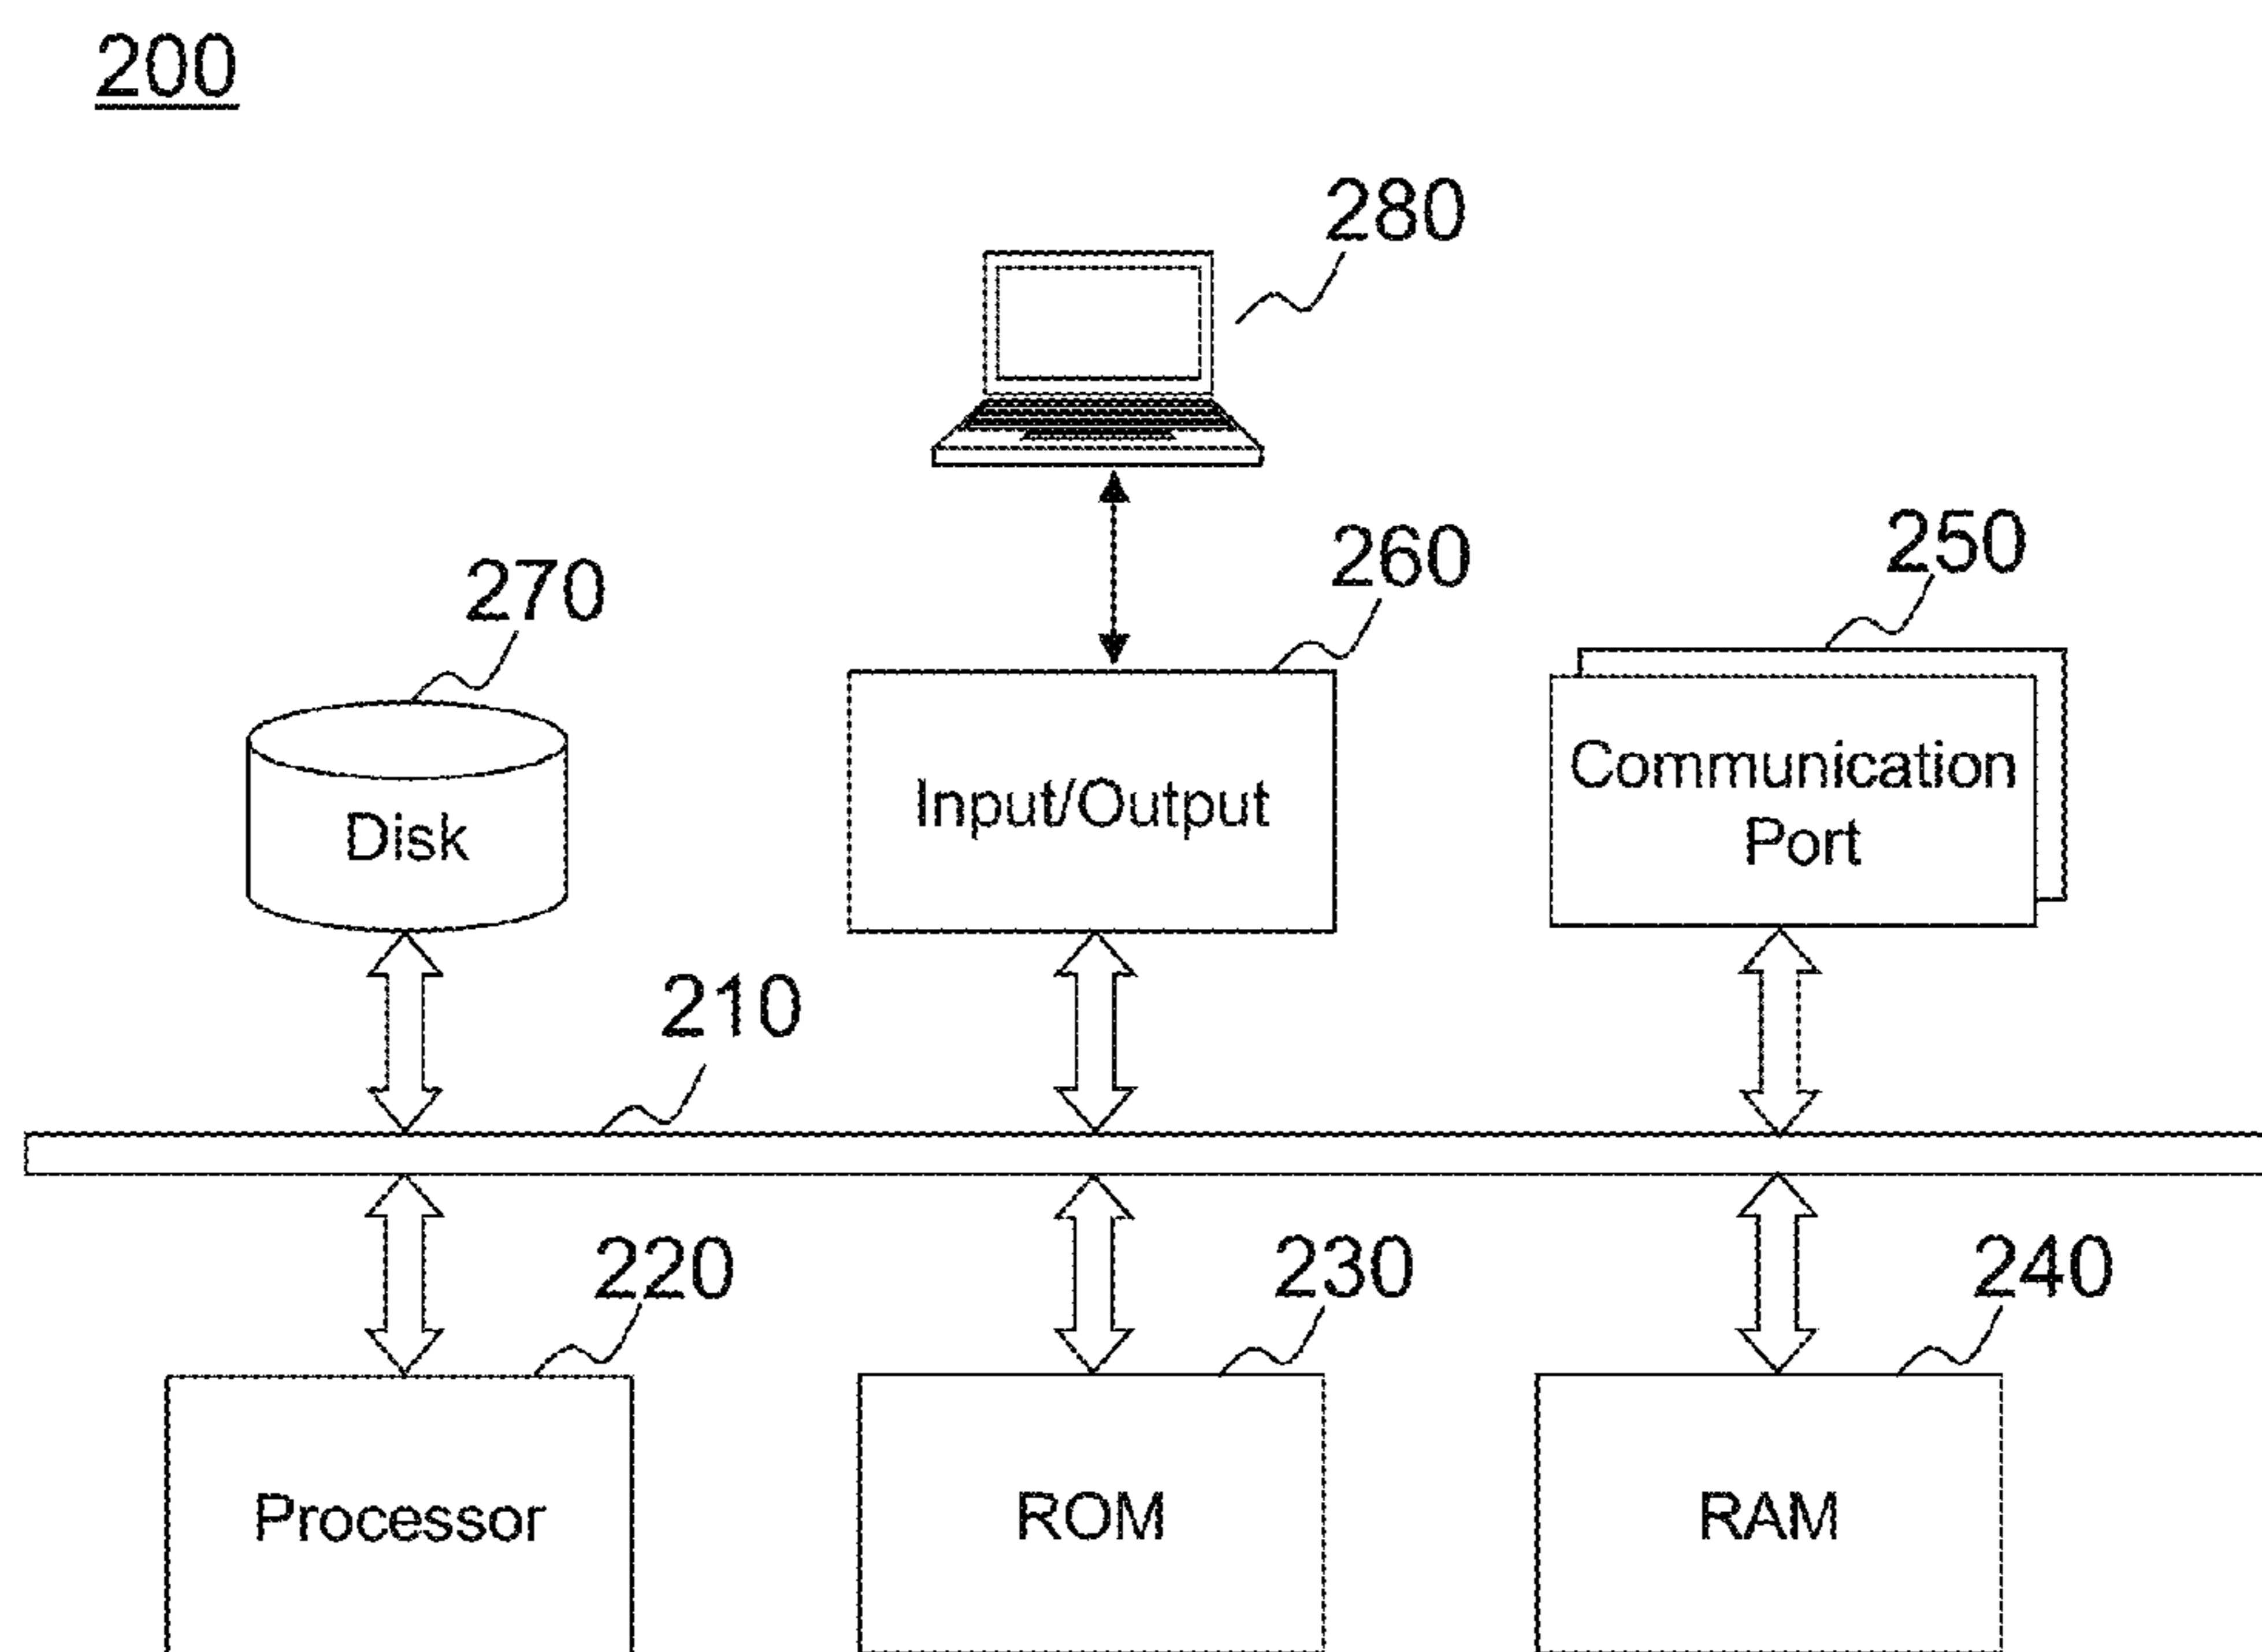 200
280
260
250
270
Input/Output
Communication
Port
Disk
210
220
230
240
Processor
ROM
RAM